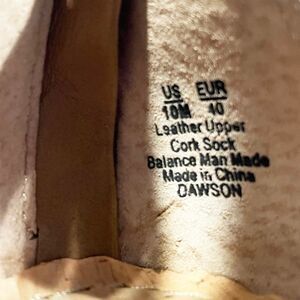 US EUR
10M 40
Leather Upper
Cork Sock
Balance Man Made
Made in China
DAWSON